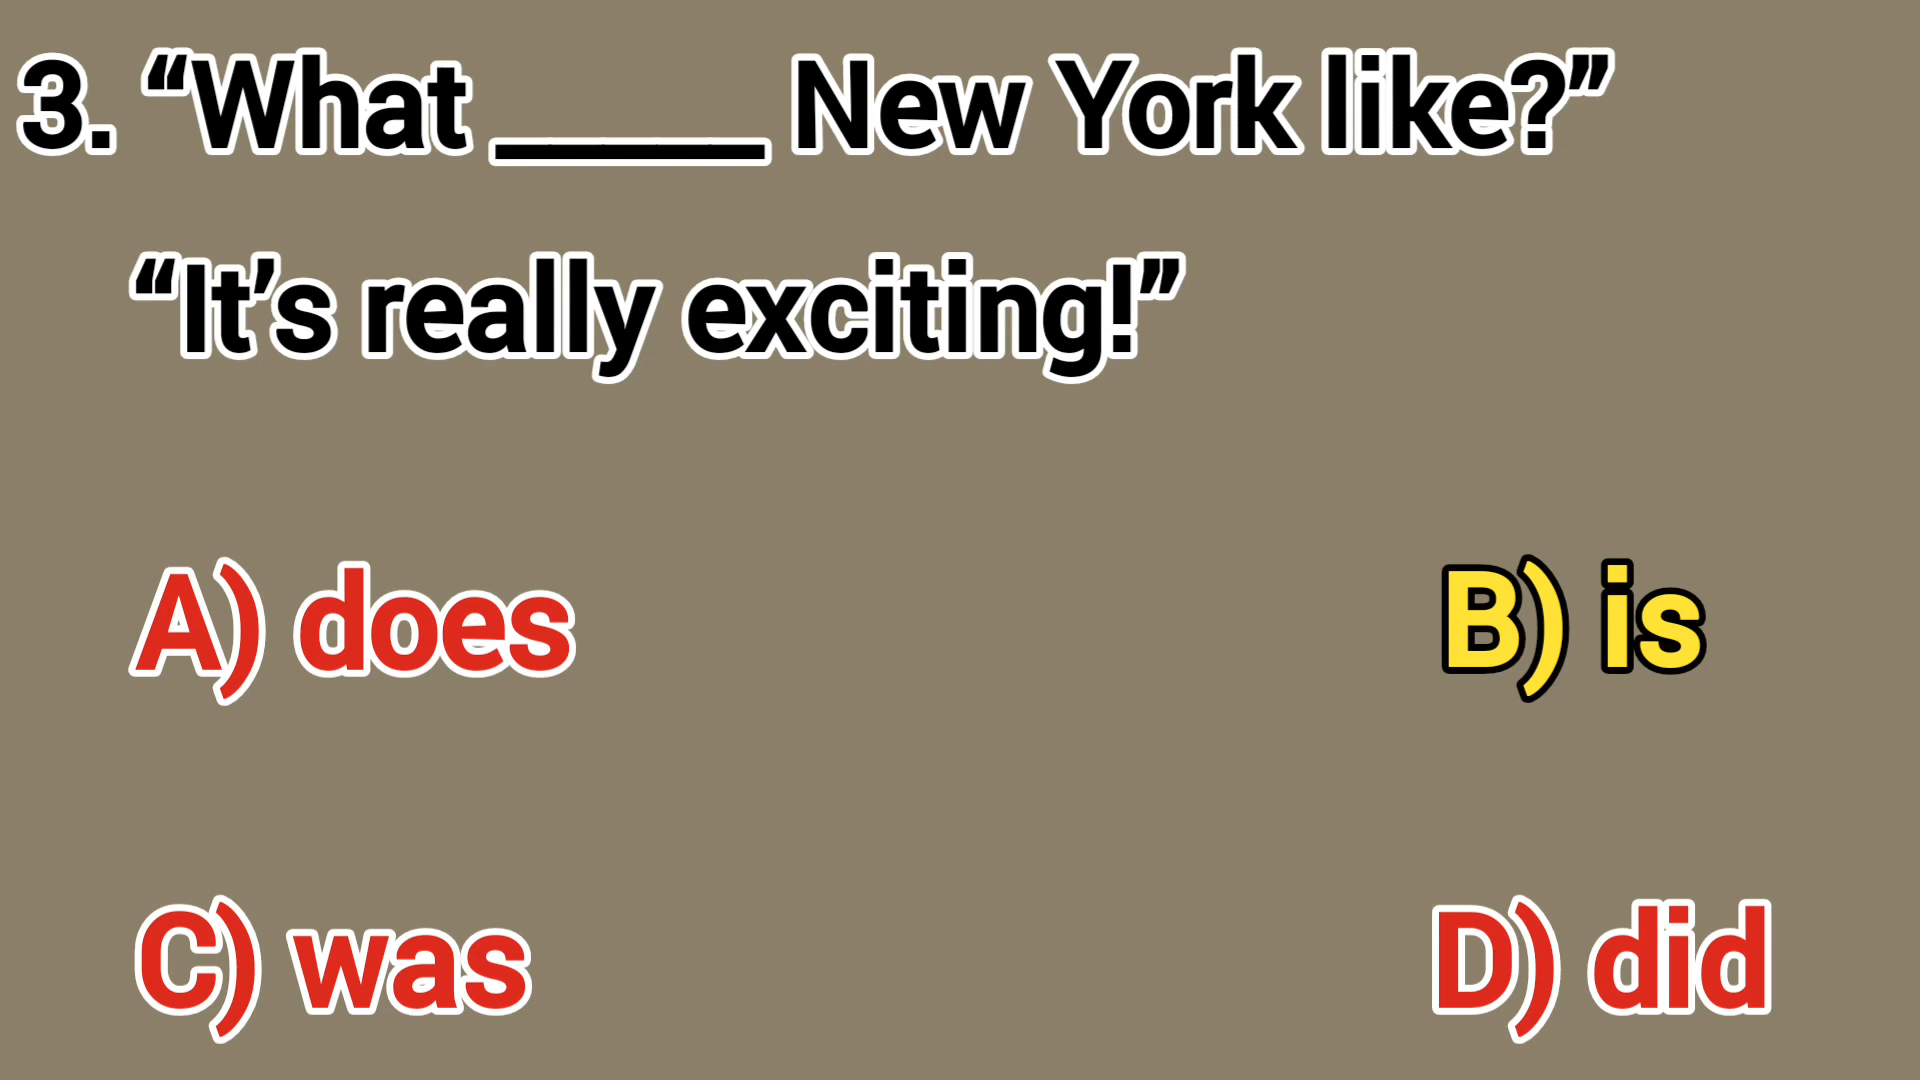 3. “What _____ New York like?”
“It’s really exciting!”
A) does
B) is
C) was
D) did